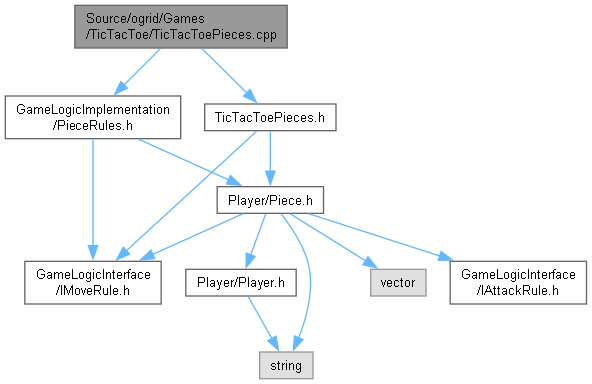 Source/ogrid/Games
/TicTacToe/TicTacToePieces.cpp
GameLogicImplementation
/PieceRules.h
TicTacToePieces.h
Player/Piece.h
GameLogicInterface
/IMoveRule.h
Player/Player.h
vector
GameLogicInterface
/IAttackRule.h
string